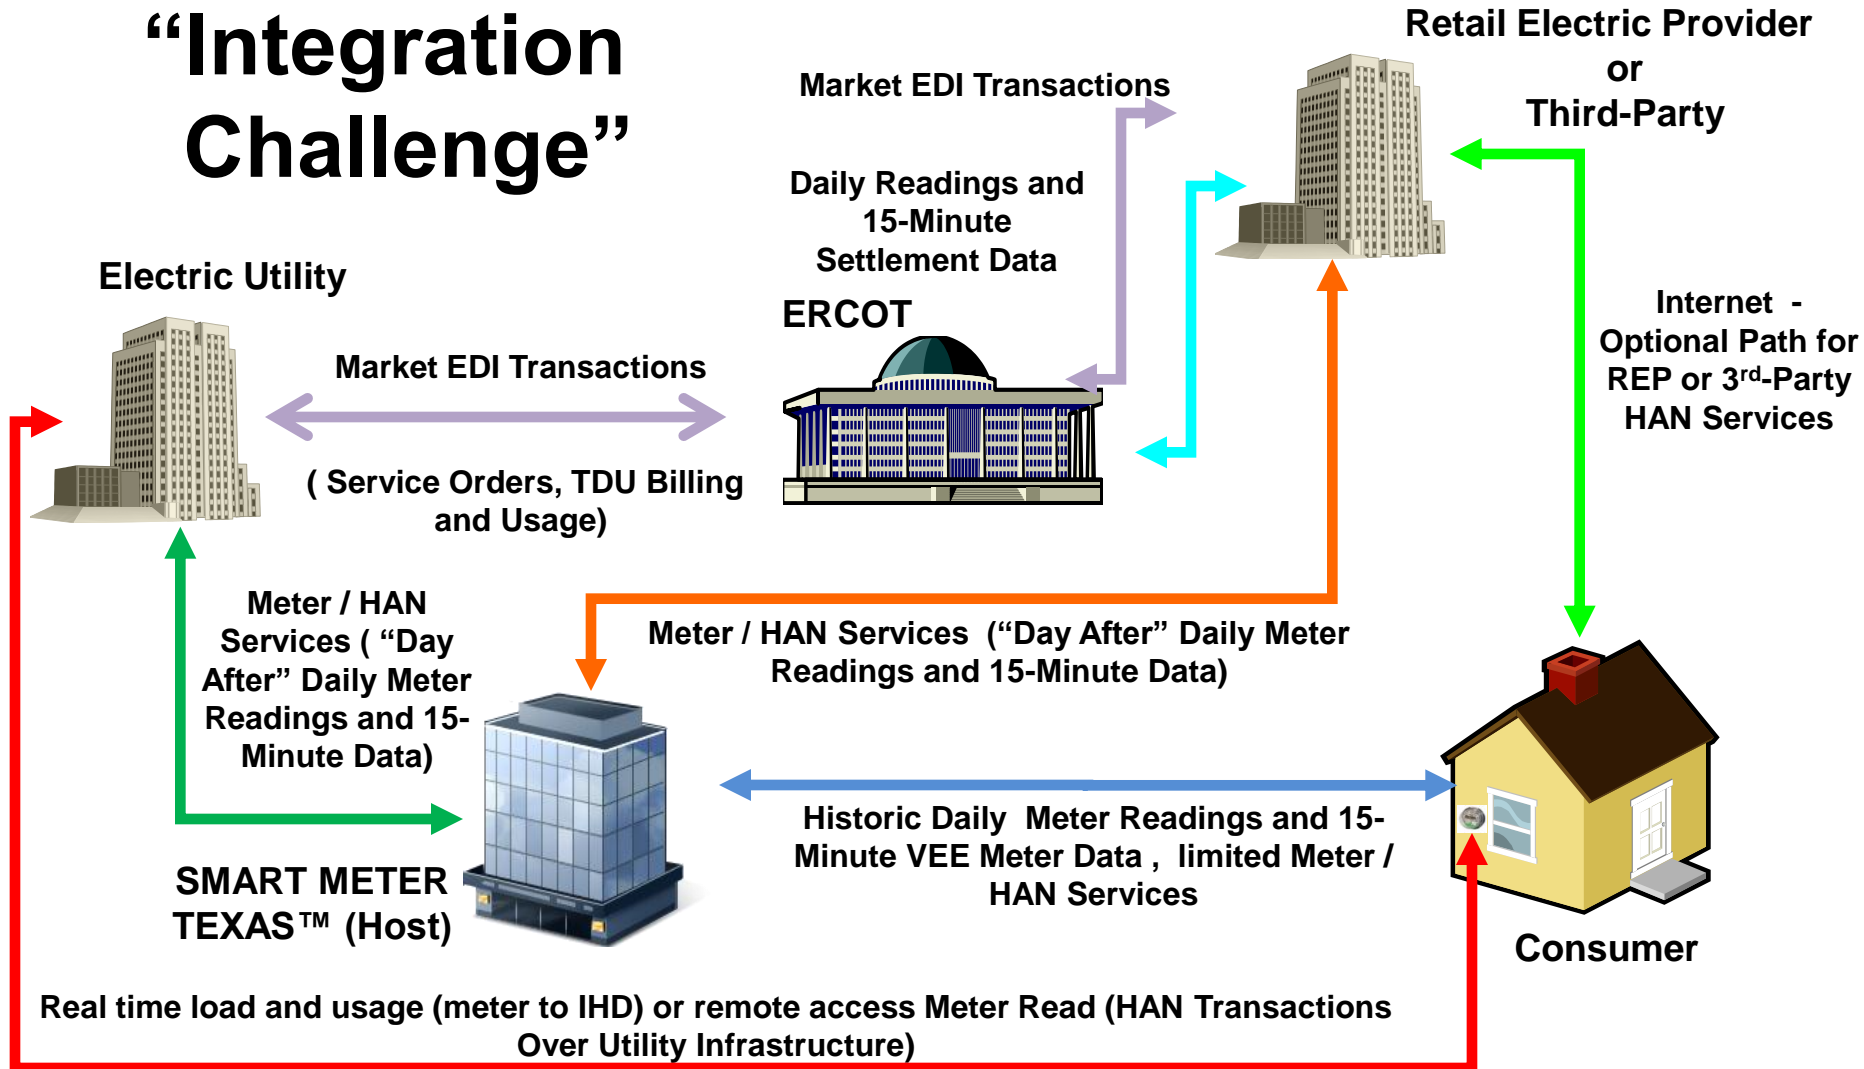 “Integration
Challenge”
Retail Electric Provider
or
Third-Party
Market EDI Transactions
Daily Readings and
15-Minute
Settlement Data
ERCOT
Electric Utility
Market EDI Transactions
( Service Orders, TDU Billing
and Usage)
Internet -
Optional Path for
REP or 3rd-Party
HAN Services
Meter / HAN
Services ( “Day
After” Daily Meter
Readings and 15-
Minute Data)
Meter / HAN Services (“Day After” Daily Meter
Readings and 15-Minute Data)
Historic Daily Meter Readings and 15-
Minute VEE Meter Data , limited Meter /
HAN Services
SMART METER
TEXAS™ (Host)
Consumer
Real time load and usage (meter to IHD) or remote access Meter Read (HAN Transactions
Over Utility Infrastructure)